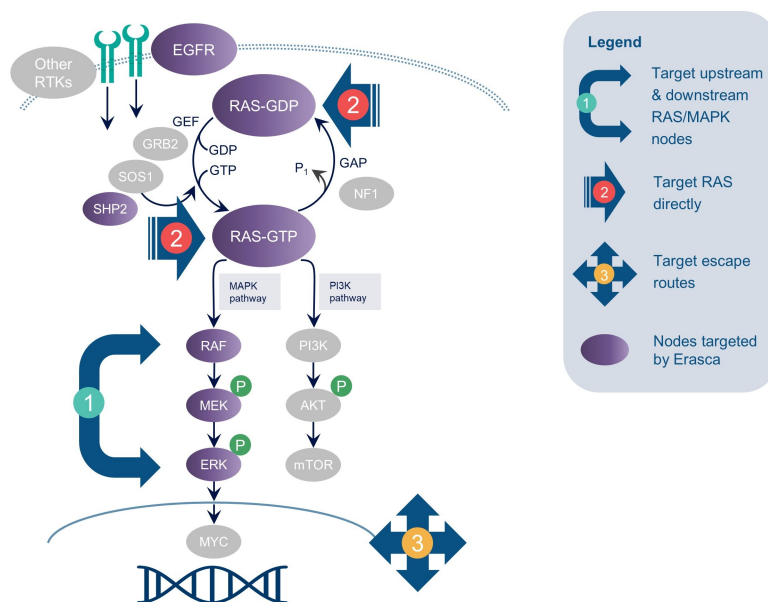 Other
RTKs
EGFR
RAS-GDP
2
GEF
GDP
GTP
GRB2
SOS1
SHP2
P1
GAP
NF1
2
RAS-GTP
MAPK
pathway
PI3K
pathway
RAF
PI3K
1
P
MEK
P
AKT
P
ERK
mTOR
MYC
3
Legend
1
Target upstream
& downstream
RAS/MAPK
nodes
2
Target RAS
directly
3
Target escape
routes
Nodes targeted
by Erasca